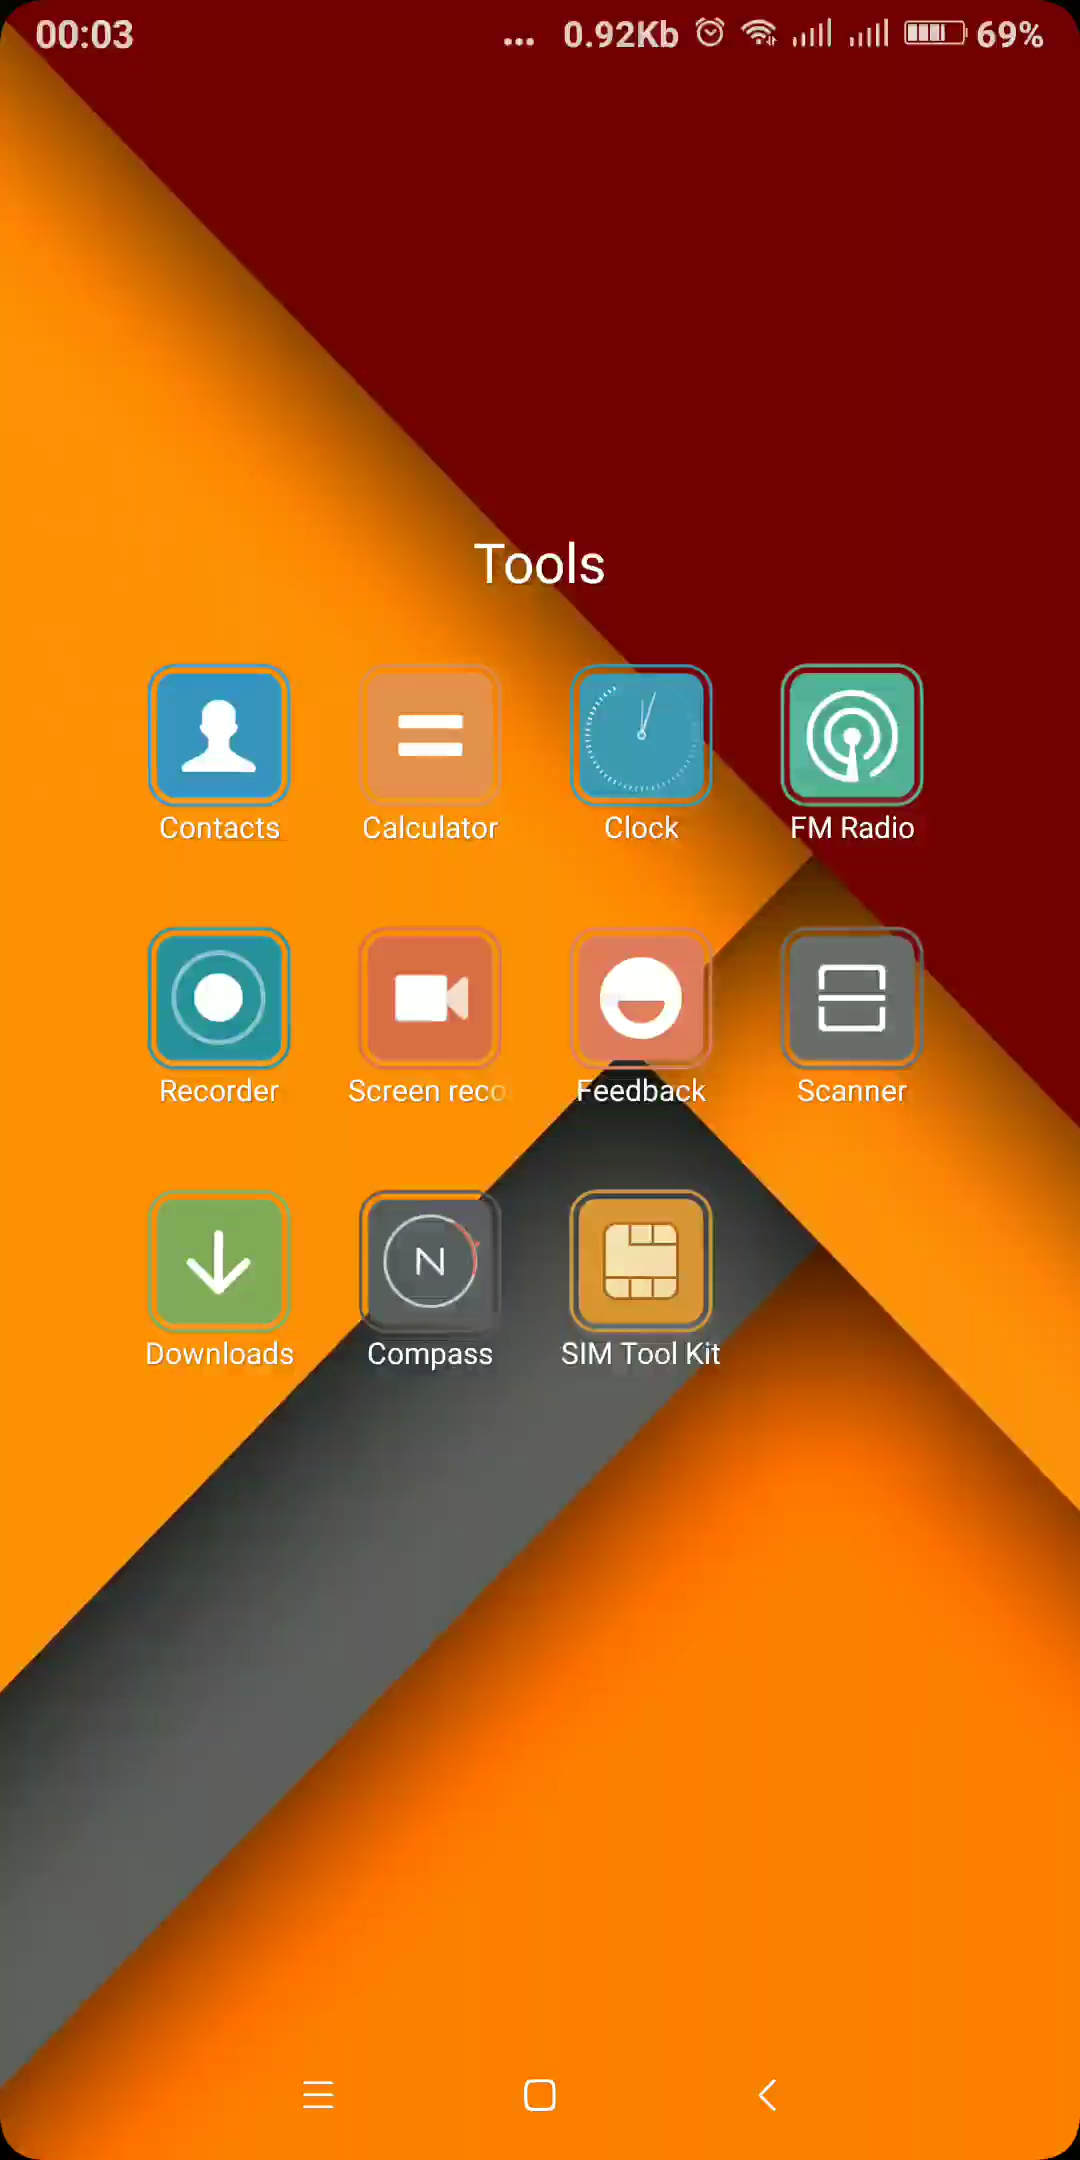 00:03 ... 0.92Kb 69%
Tools
Contacts Calculator Clock FM Radio
Recorder Screen reco Feedback Scanner
N
Downloads Compass SIM Tool Kit